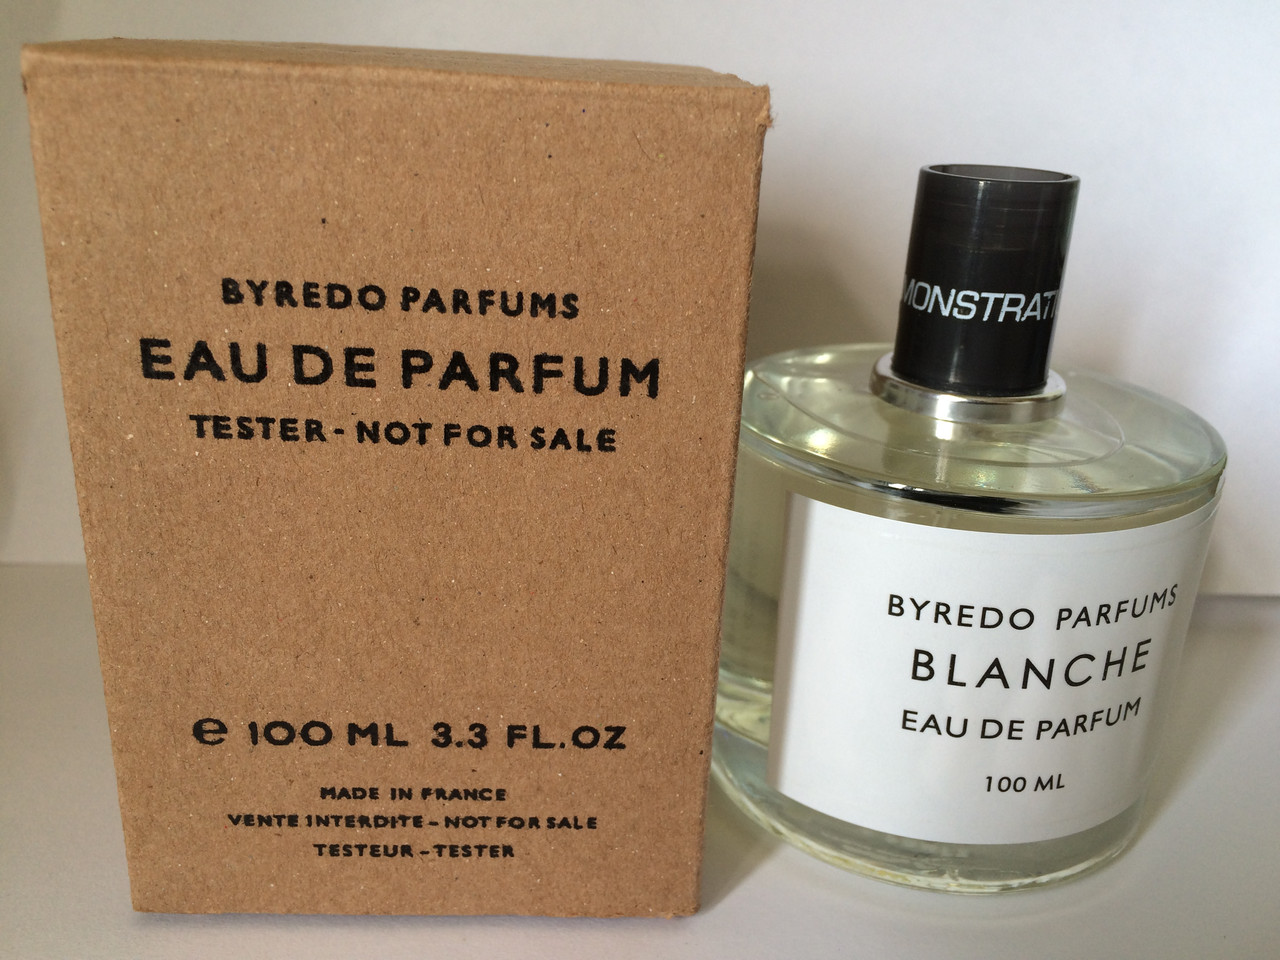 BYREDO PARFUMS
EAU DE PARFUM
TESTER - NOT FOR SALE
e 100 ML 3.3 FL.OZ
MADE IN FRANCE
VENTE INTERDITE - NOT FOR SALE
TESTEUR - TESTER
MONSTRATI
BYREDO PARFUMS
BLANCHE
EAU DE PARFUM
100 ML